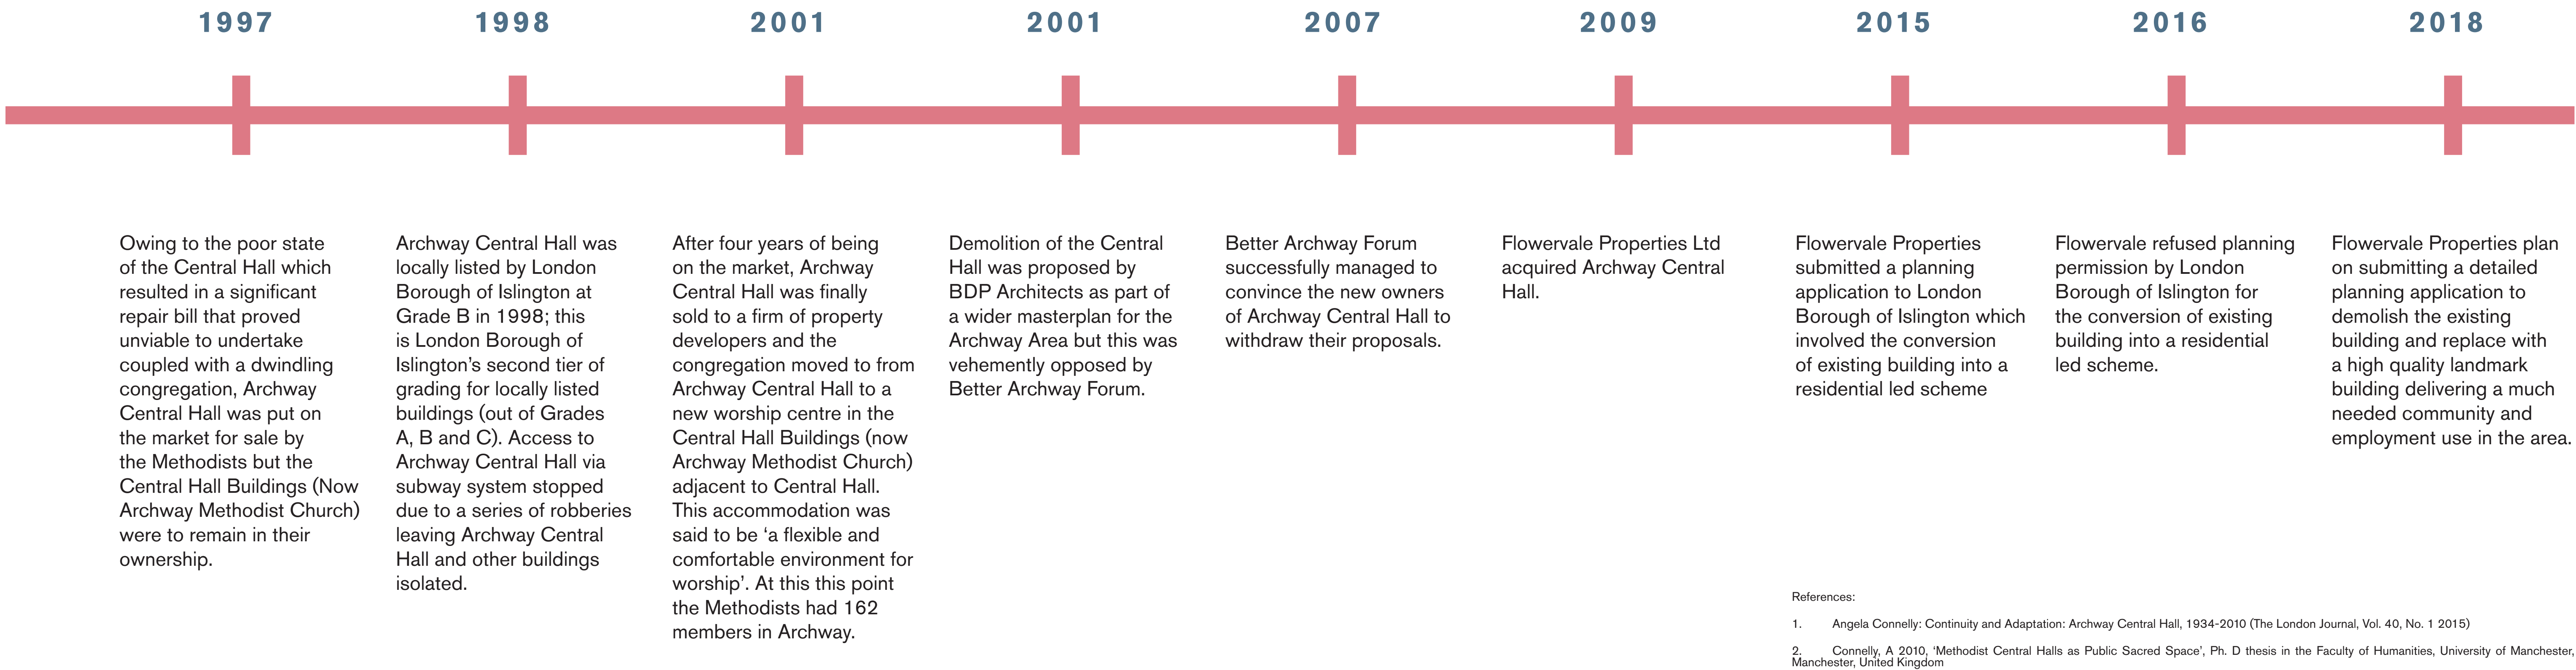 1997
1998
2001
2001
2007
2009
2015
2016
2018
Owing to the poor state
of the Central Hall which
resulted in a significant
repair bill that proved
unviable to undertake
coupled with a dwindling
congregation, Archway
Central Hall was put on
the market for sale by
the Methodists but the
Central Hall Buildings (Now
Archway Methodist Church)
were to remain in their
ownership.
Archway Central Hall was
locally listed by London
Borough of Islington at
Grade B in 1998; this
is London Borough of
Islington’s second tier of
grading for locally listed
buildings (out of Grades
A, B and C). Access to
Archway Central Hall via
subway system stopped
due to a series of robberies
leaving Archway Central
Hall and other buildings
isolated.
After four years of being
on the market, Archway
Central Hall was finally
sold to a firm of property
developers and the
congregation moved to from
Archway Central Hall to a
new worship centre in the
Central Hall Buildings (now
Archway Methodist Church)
adjacent to Central Hall.
This accommodation was
said to be ‘a flexible and
comfortable environment for
worship’. At this this point
the Methodists had 162
members in Archway.
Demolition of the Central
Hall was proposed by
BDP Architects as part of
a wider masterplan for the
Archway Area but this was
vehemently opposed by
Better Archway Forum.
Better Archway Forum
successfully managed to
convince the new owners
of Archway Central Hall to
withdraw their proposals.
Flowervale Properties Ltd
acquired Archway Central
Hall.
Flowervale Properties
submitted a planning
application to London
Borough of Islington which
involved the conversion
of existing building into a
residential led scheme
Flowervale refused planning
permission by London
Borough of Islington for
the conversion of existing
building into a residential
led scheme.
Flowervale Properties plan
on submitting a detailed
planning application to
demolish the existing
building and replace with
a high quality landmark
building delivering a much
needed community and
employment use in the area.
References:
1. Angela Connelly: Continuity and Adaptation: Archway Central Hall, 1934-2010 (The London Journal, Vol. 40, No. 1 2015)
2. Connelly, A 2010, ‘Methodist Central Halls as Public Sacred Space’, Ph. D thesis in the Faculty of Humanities, University of Manchester,
Manchester, United Kingdom